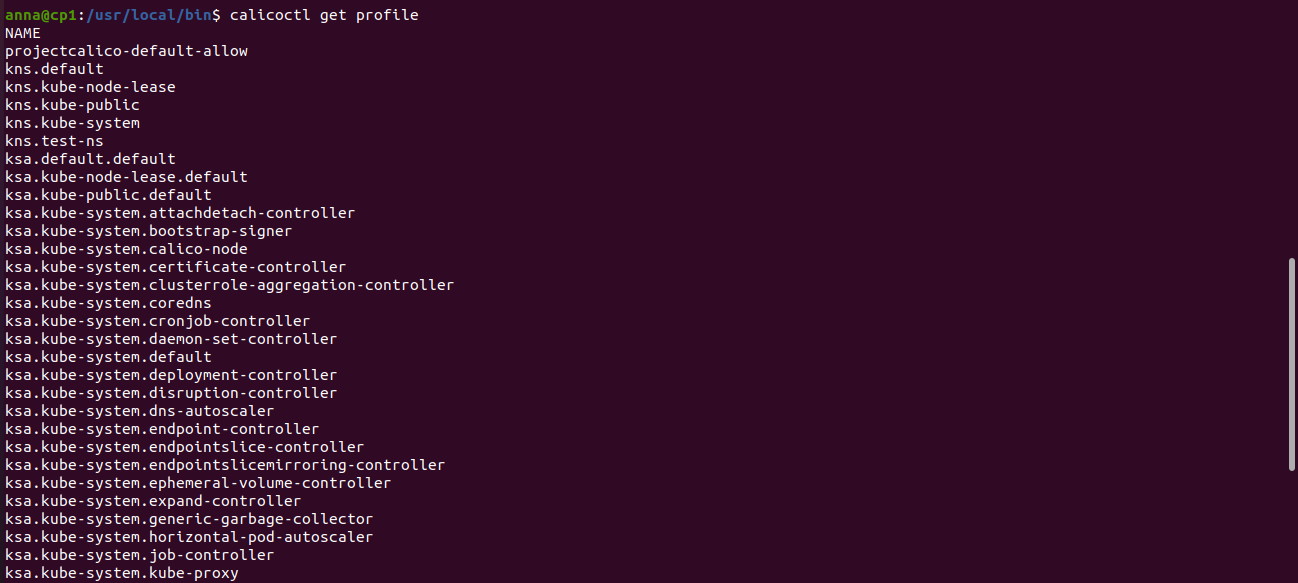 anna@cp1:/usr/local/bin$ calicoctl get profile
NAME
projectcalico-default-allow
kns.default
kns.kube-node-lease
kns.kube-public
kns.kube-system
kns.test-ns
ksa.default.default
ksa.kube-node-lease.default
ksa.kube-public.default
ksa.kube-system.attachdetach-controller
ksa.kube-system.bootstrap-signer
ksa.kube-system.calico-node
ksa.kube-system.certificate-controller
ksa.kube-system.clusterrole-aggregation-controller
ksa.kube-system.coredns
ksa.kube-system.cronjob-controller
ksa.kube-system.daemon-set-controller
ksa.kube-system.default
ksa.kube-system.deployment-controller
ksa.kube-system.disruption-controller
ksa.kube-system.dns-autoscaler
ksa.kube-system.endpoint-controller
ksa.kube-system.endpointslice-controller
ksa.kube-system.endpointslicemirroring-controller
ksa.kube-system.ephemeral-volume-controller
ksa.kube-system.expand-controller
ksa.kube-system.generic-garbage-collector
ksa.kube-system.horizontal-pod-autoscaler
ksa.kube-system.job-controller
ksa.kube-system.kube-proxy